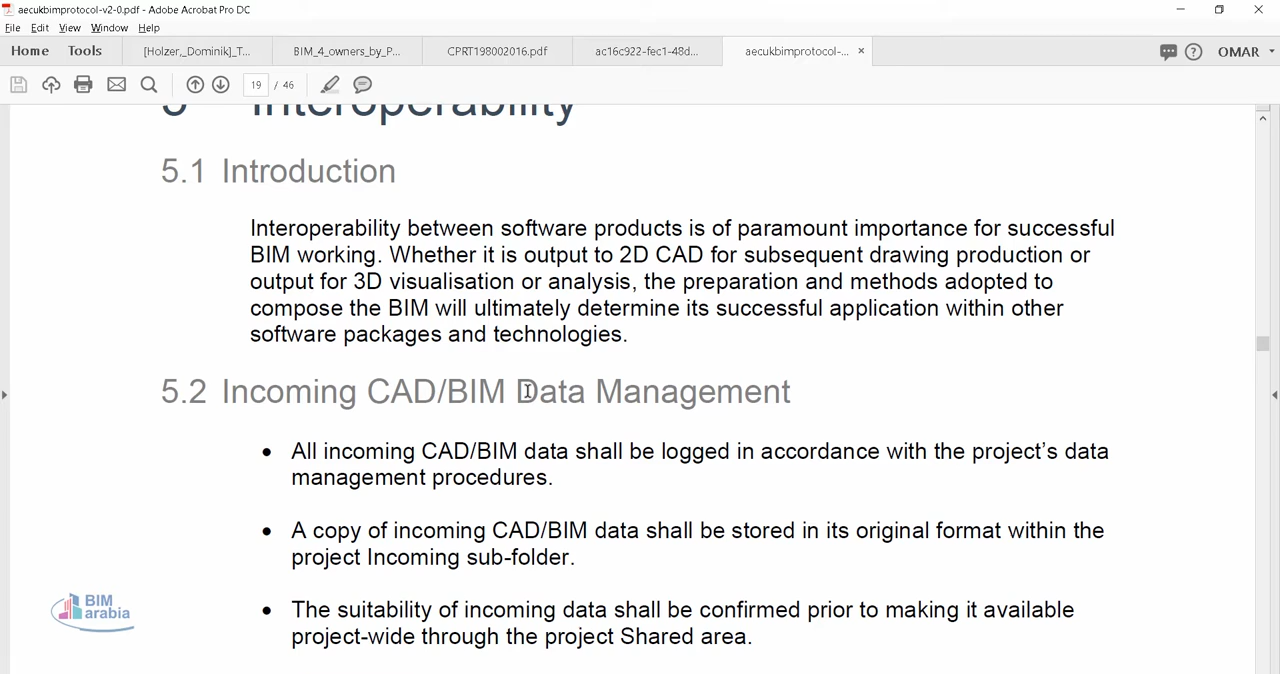 aecukbimprotocol-v2-0.pdf - Adobe Acrobat Pro DC
File Edit View Window Help
Home Tools [Holzer,_Dominik]_T... BIM_4_owners_by_P... CPRT198002016.pdf ac16c922-fec1-48d... aecukbimprotocol-... × OMAR
19 / 46
5 Interoperability
5.1 Introduction
Interoperability between software products is of paramount importance for successful
BIM working. Whether it is output to 2D CAD for subsequent drawing production or
output for 3D visualisation or analysis, the preparation and methods adopted to
compose the BIM will ultimately determine its successful application within other
software packages and technologies.
5.2 Incoming CAD/BIM Data Management
• All incoming CAD/BIM data shall be logged in accordance with the project’s data
management procedures.
• A copy of incoming CAD/BIM data shall be stored in its original format within the
project Incoming sub-folder.
• The suitability of incoming data shall be confirmed prior to making it available
project-wide through the project Shared area.
BIM
arabia